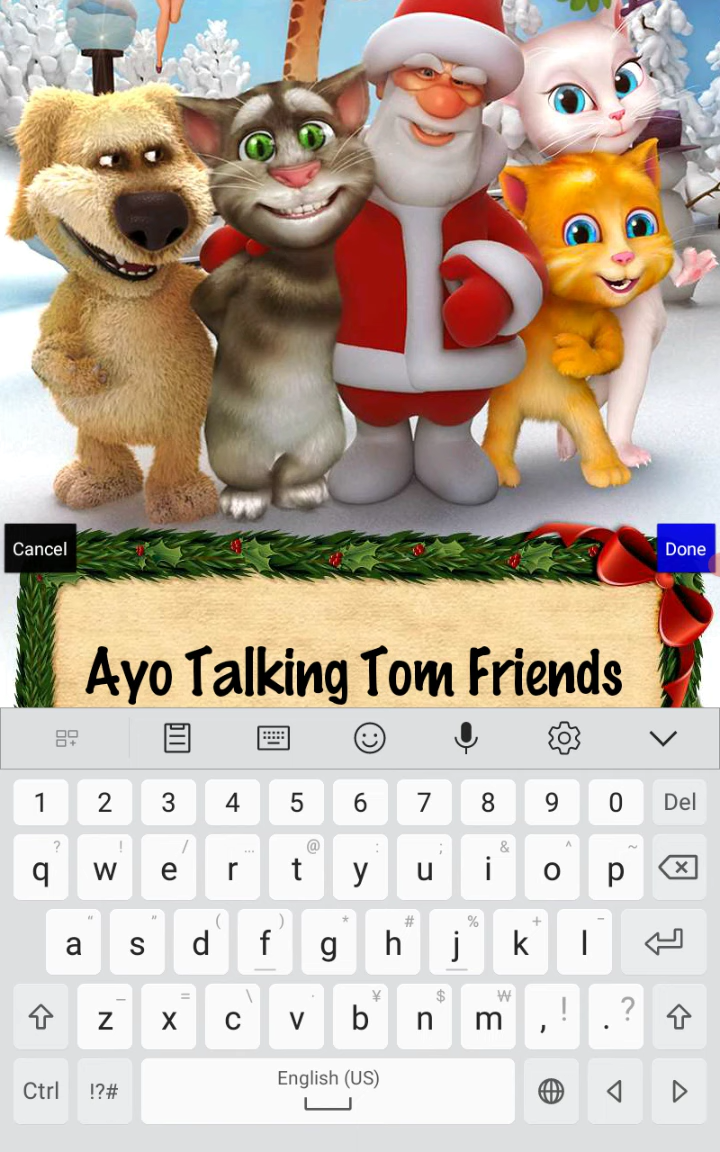 Cancel
Done
Ayo Talking Tom Friends
1 2 3 4 5 6 7 8 9 0 Del
? ! / ... @ : ; & ^ ~
q w e r t y u i o p
" " ( ) * # % + -
a s d f g h j k l
_ = \ · ¥ $ ₩ ! ?
z x c v b n m , .
Ctrl !?# English (US)